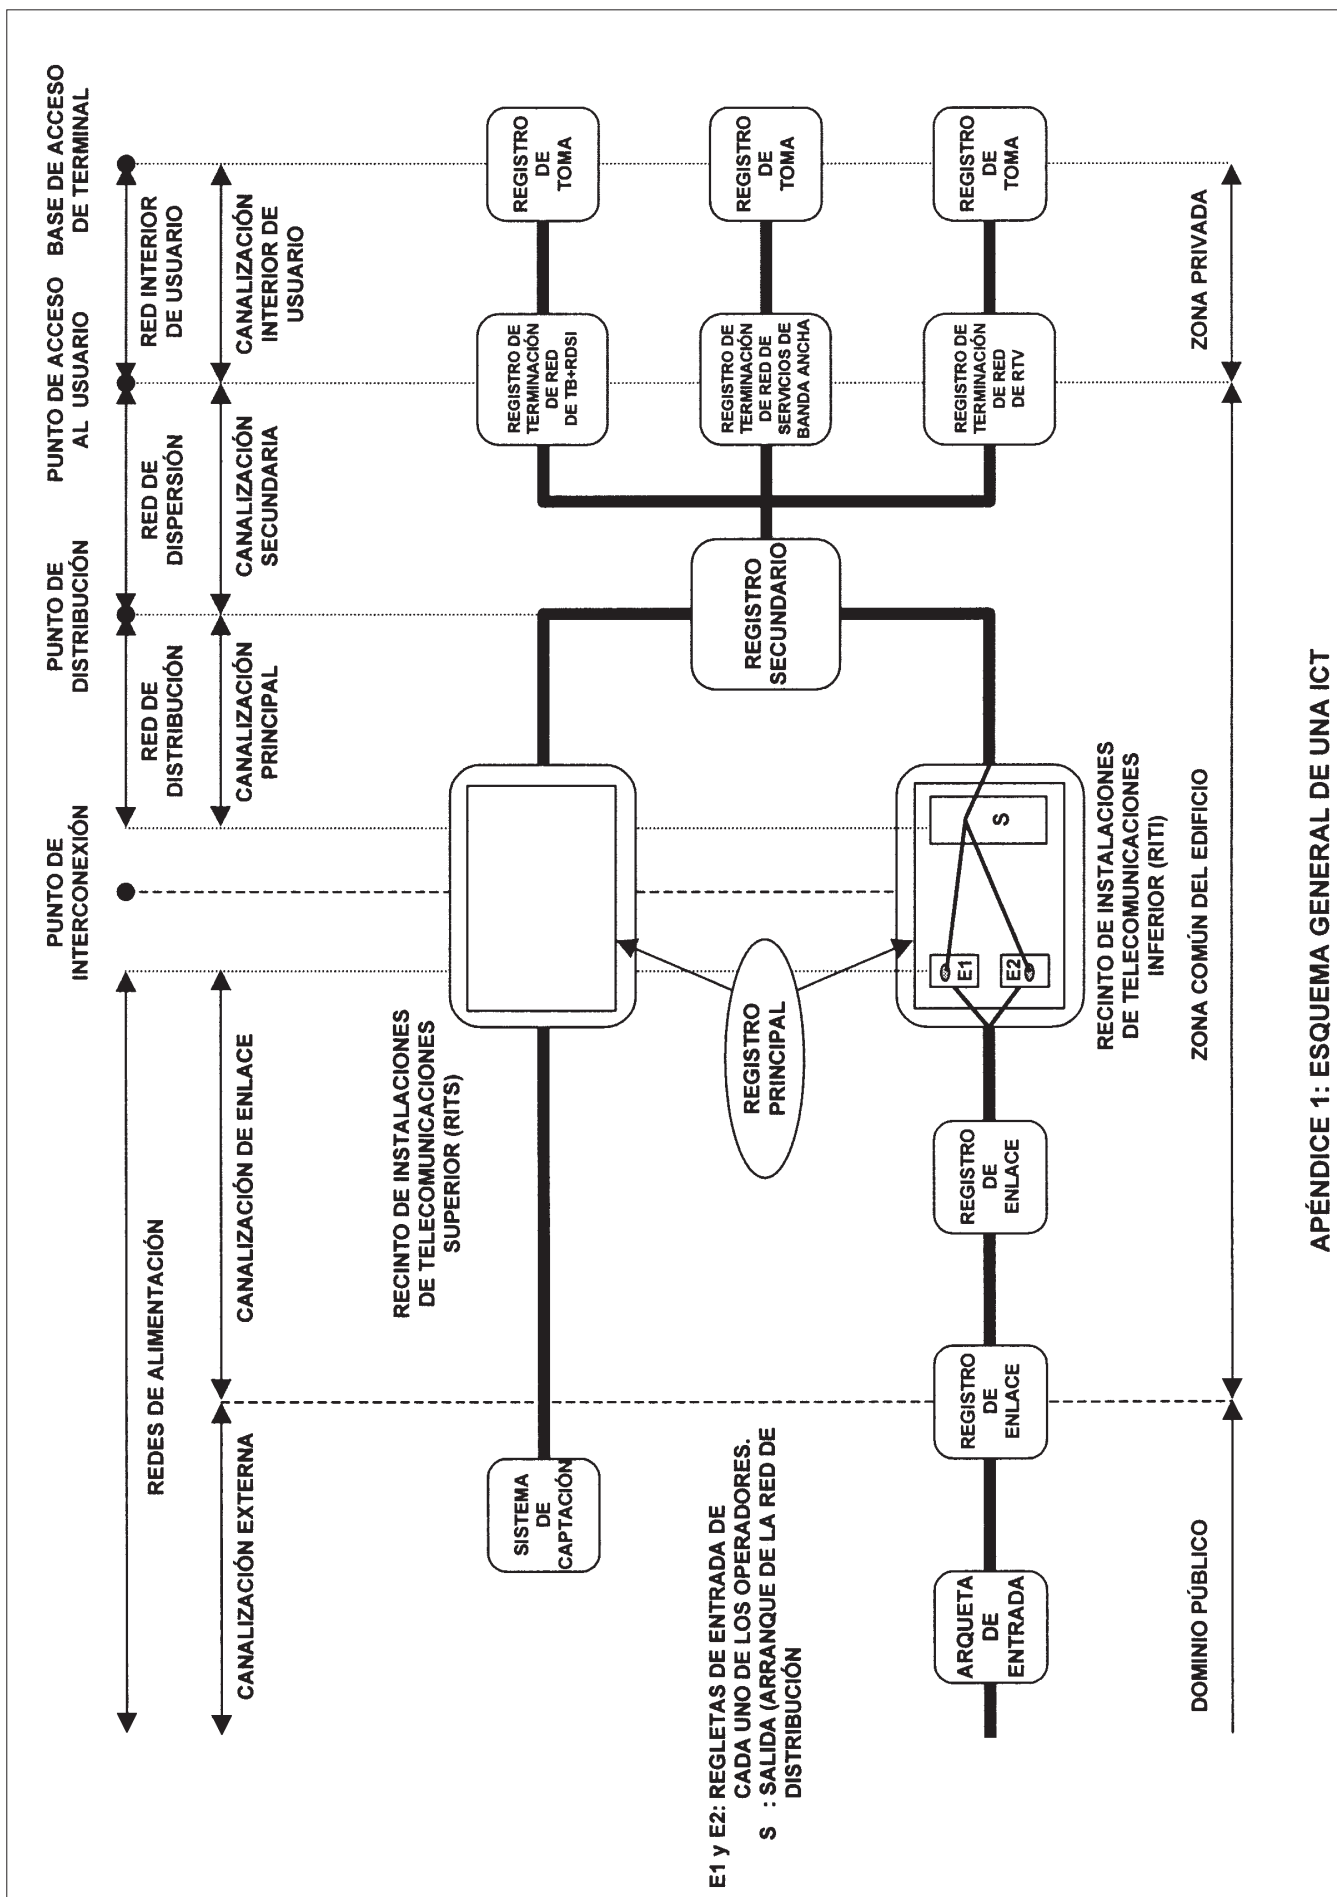 PUNTO DE
INTERCONEXIÓN
PUNTO DE
DISTRIBUCIÓN
PUNTO DE ACCESO
AL USUARIO
BASE DE ACCESO
DE TERMINAL
REDES DE ALIMENTACIÓN
RED DE
DISTRIBUCIÓN
RED DE
DISPERSIÓN
RED INTERIOR
DE USUARIO
CANALIZACIÓN EXTERNA
CANALIZACIÓN DE ENLACE
CANALIZACIÓN
PRINCIPAL
CANALIZACIÓN
SECUNDARIA
CANALIZACIÓN
INTERIOR DE
USUARIO
RECINTO DE INSTALACIONES
DE TELECOMUNICACIONES
SUPERIOR (RITS)
SISTEMA
DE
CAPTACIÓN
REGISTRO DE
TERMINACIÓN
DE RED
DE TB+RDSI
REGISTRO
DE
TOMA
REGISTRO
PRINCIPAL
REGISTRO
SECUNDARIO
REGISTRO DE
TERMINACIÓN
DE RED DE
SERVICIOS DE
BANDA ANCHA
REGISTRO
DE
TOMA
E1 y E2: REGLETAS DE ENTRADA DE
CADA UNO DE LOS OPERADORES.
S : SALIDA (ARRANQUE DE LA RED DE
DISTRIBUCIÓN
ARQUETA
DE
ENTRADA
REGISTRO
DE
ENLACE
REGISTRO
DE
ENLACE
E1
E2
S
REGISTRO DE
TERMINACIÓN
DE RED
DE RTV
REGISTRO
DE
TOMA
RECINTO DE INSTALACIONES
DE TELECOMUNICACIONES
INFERIOR (RITI)
DOMINIO PÚBLICO
ZONA COMÚN DEL EDIFICIO
ZONA PRIVADA
APÉNDICE 1: ESQUEMA GENERAL DE UNA ICT